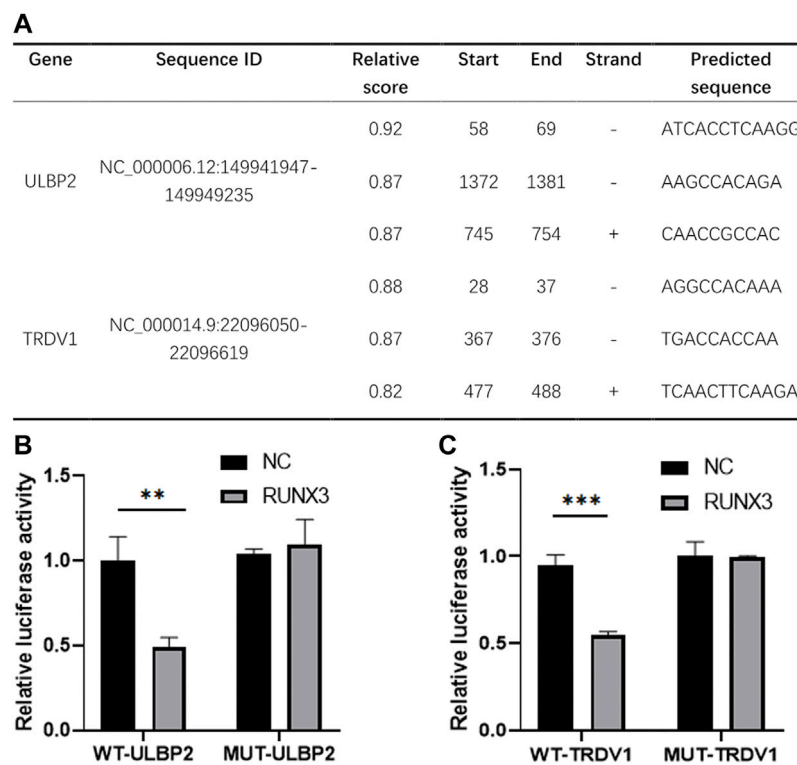 A
Gene Sequence ID Relative score Start End Strand Predicted sequence
0.92 58 69 - ATCACCTCAAGG
ULBP2 NC_000006.12:149941947-149949235 0.87 1372 1381 - AAGCCACAGA
0.87 745 754 + CAACCGCCAC
0.88 28 37 - AGGCCACAAA
TRDV1 NC_000014.9:22096050-22096619 0.87 367 376 - TGACCACCAA
0.82 477 488 + TCAACTTCAAGA
B
Relative luciferase activity
1.5
1.0
0.5
0.0
NC
RUNX3
**
WT-ULBP2 MUT-ULBP2
C
Relative luciferase activity
1.5
1.0
0.5
0.0
NC
RUNX3
***
WT-TRDV1 MUT-TRDV1